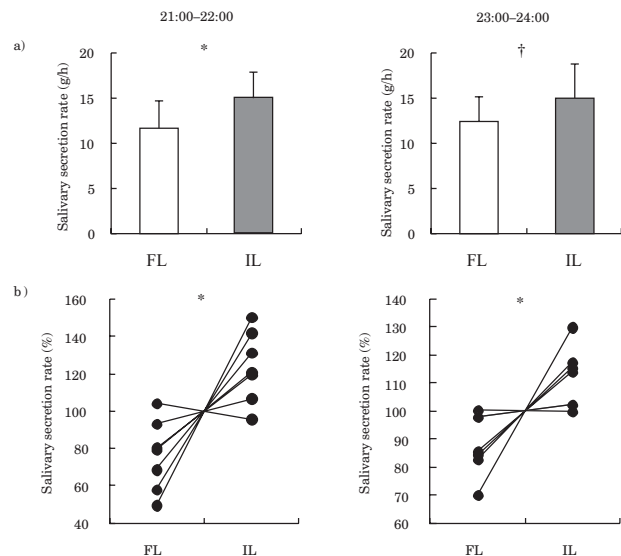 21:00–22:00
23:00–24:00
a)
*
†
Salivary secretion rate (g/h)
20
15
10
5
0
FL
IL
Salivary secretion rate (g/h)
20
15
10
5
0
FL
IL
b)
*
*
Salivary secretion rate (%)
160
140
120
100
80
60
40
FL
IL
Salivary secretion rate (%)
140
130
120
110
100
90
80
70
60
FL
IL